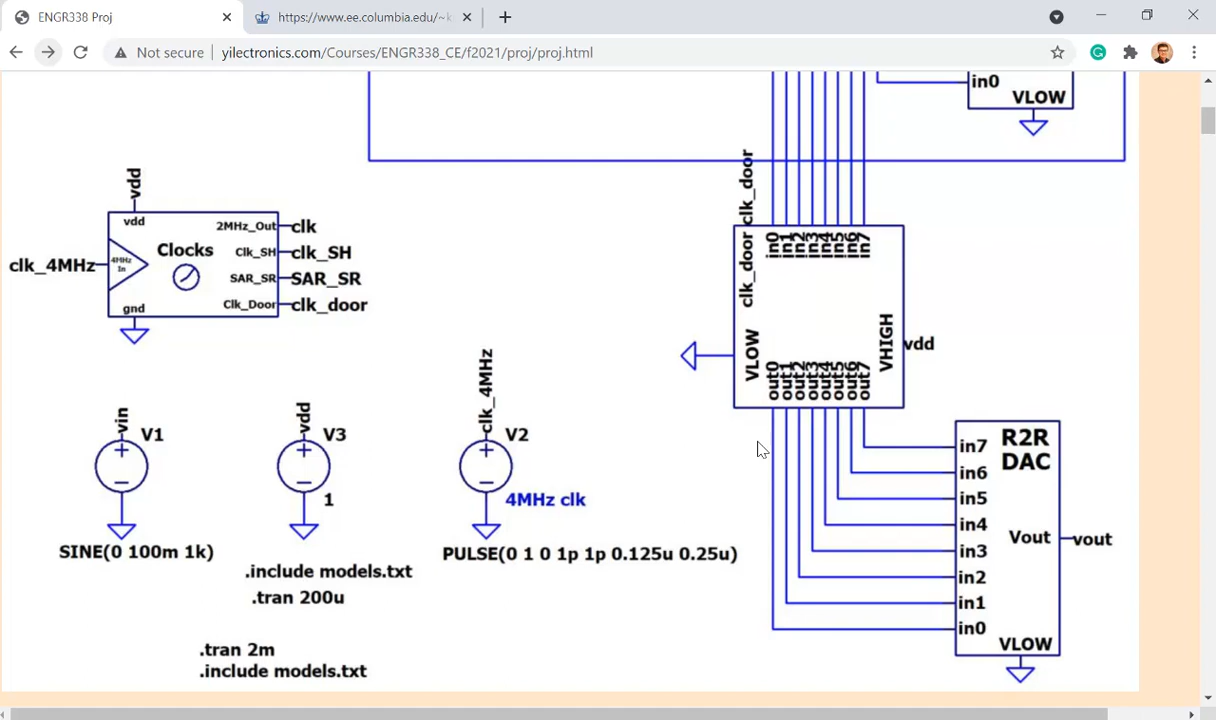 ENGR338 Proj
https://www.ee.columbia.edu/~k
Not secure
yilectronics.com/Courses/ENGR338_CE/f2021/proj/proj.html
in0
VLOW
clk_door
vdd
vdd
2MHz_Out
clk
Clocks
Clk_SH
clk_SH
clk_4MHz
4MHz
In
SAR_SR
SAR_SR
gnd
Clk_Door
clk_door
in0
in1
in2
in3
in4
in5
in6
in7
clk_door
VLOW
VHIGH
vdd
out0
out1
out2
out3
out4
out5
out6
out7
vin
V1
SINE(0 100m 1k)
vdd
V3
1
clk_4MHz
V2
4MHz clk
PULSE(0 1 0 1p 1p 0.125u 0.25u)
.include models.txt
.tran 200u
.tran 2m
.include models.txt
R2R
DAC
in7
in6
in5
in4
in3
in2
in1
in0
Vout
vout
VLOW